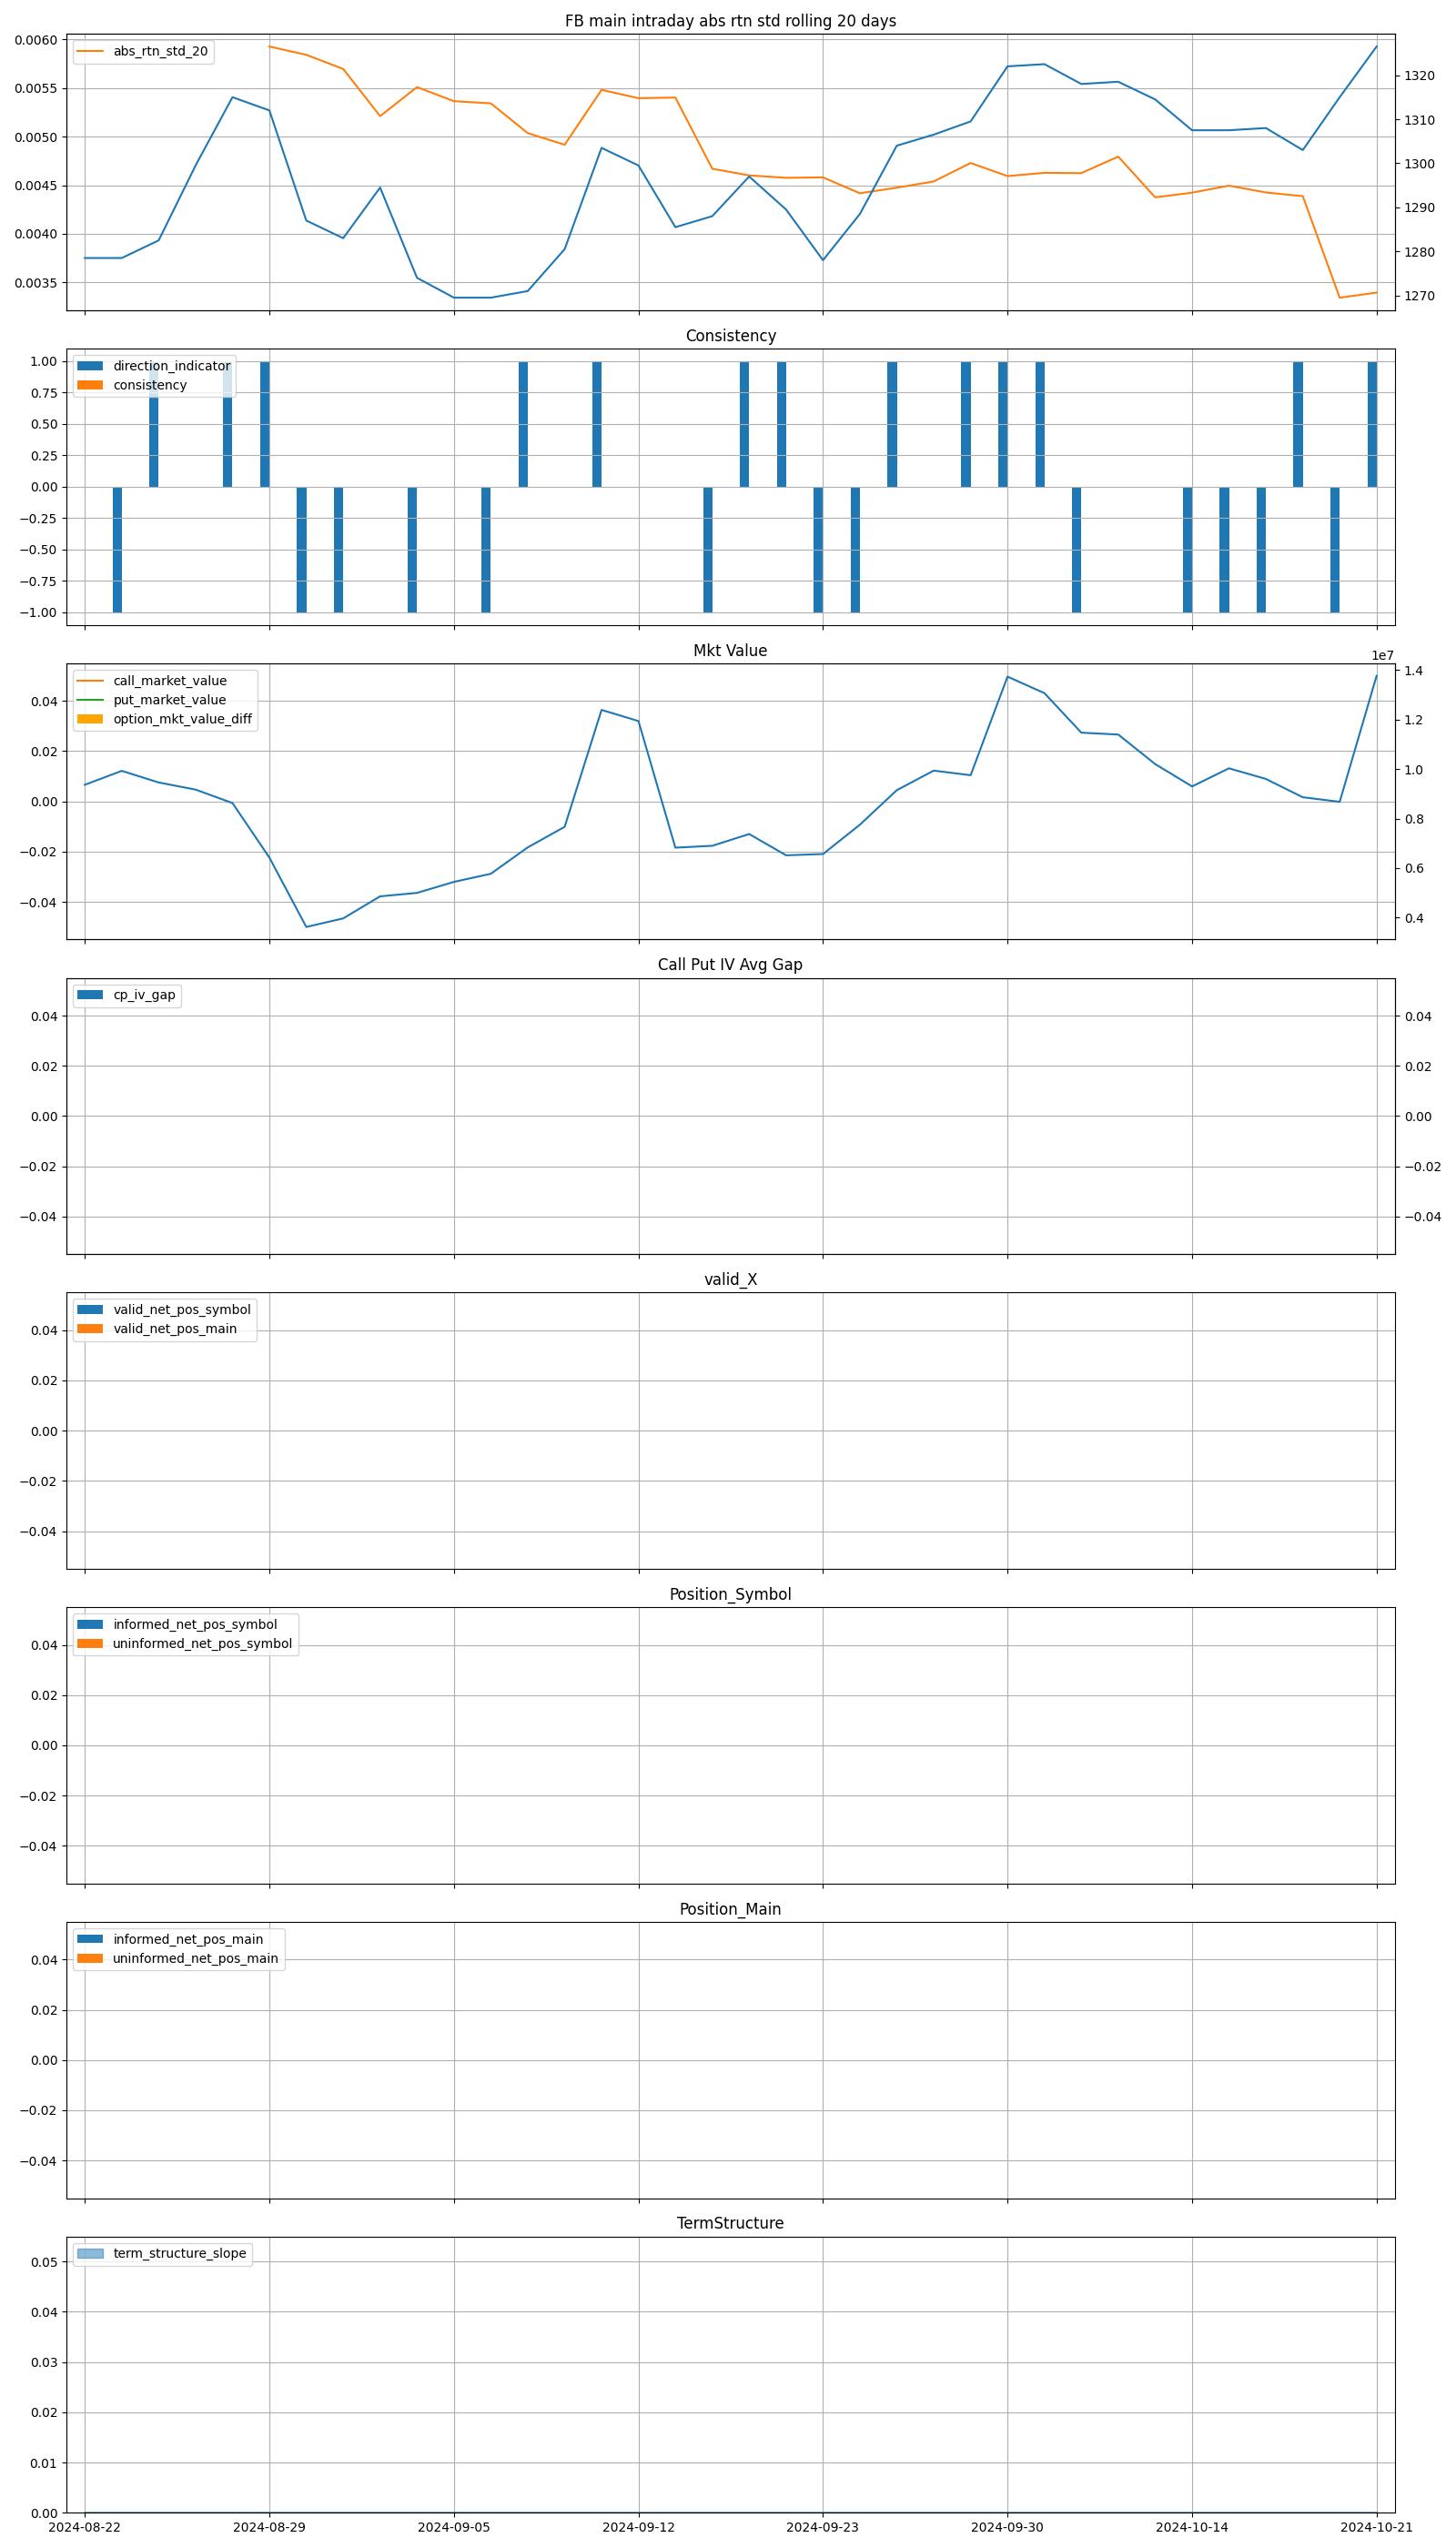 FB main intraday abs rtn std rolling 20 days
abs_rtn_std_20
0.0060
0.0055
0.0050
0.0045
0.0040
0.0035
1320
1310
1300
1290
1280
1270
Consistency
direction_indicator
consistency
1.00
0.75
0.50
0.25
0.00
−0.25
−0.50
−0.75
−1.00
Mkt Value
1e7
call_market_value
put_market_value
option_mkt_value_diff
0.04
0.02
0.00
−0.02
−0.04
1.4
1.2
1.0
0.8
0.6
0.4
Call Put IV Avg Gap
cp_iv_gap
0.04
0.02
0.00
−0.02
−0.04
0.04
0.02
0.00
−0.02
−0.04
valid_X
valid_net_pos_symbol
valid_net_pos_main
0.04
0.02
0.00
−0.02
−0.04
Position_Symbol
informed_net_pos_symbol
uninformed_net_pos_symbol
0.04
0.02
0.00
−0.02
−0.04
Position_Main
informed_net_pos_main
uninformed_net_pos_main
0.04
0.02
0.00
−0.02
−0.04
TermStructure
term_structure_slope
0.05
0.04
0.03
0.02
0.01
0.00
2024-08-22 2024-08-29 2024-09-05 2024-09-12 2024-09-23 2024-09-30 2024-10-14 2024-10-21